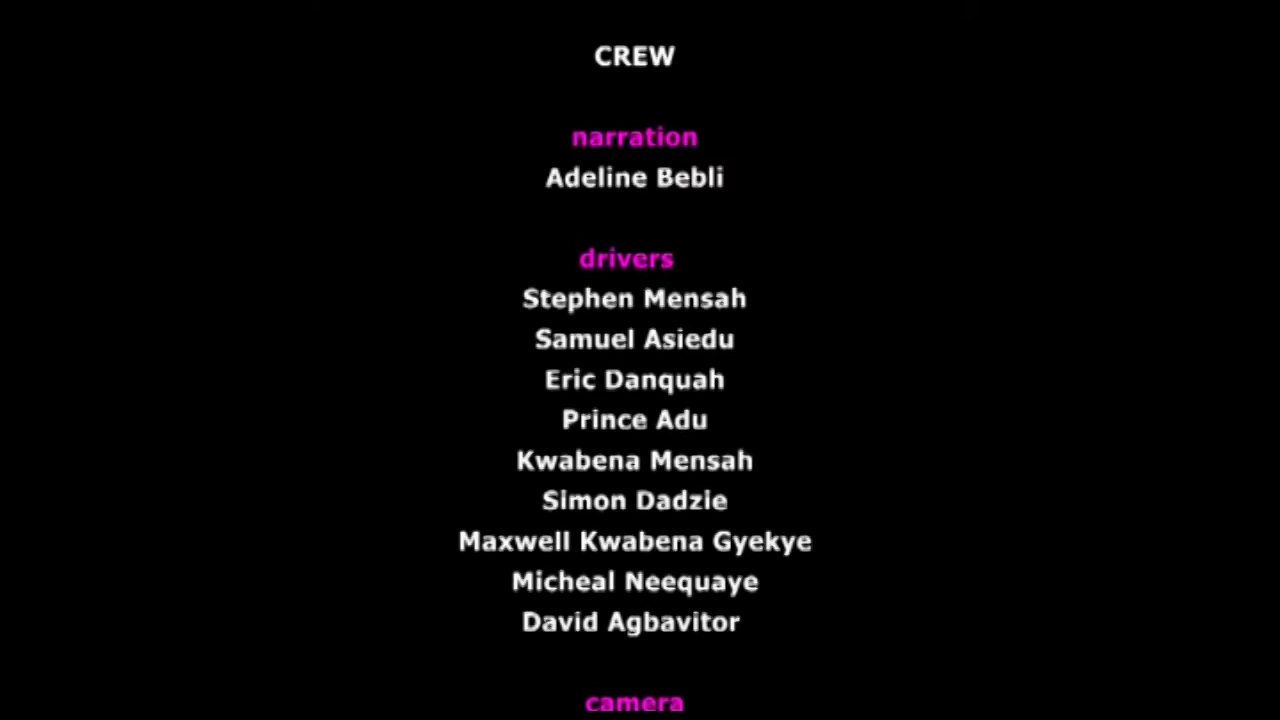 CREW
narration
Adeline Bebli
drivers
Stephen Mensah
Samuel Asiedu
Eric Danquah
Prince Adu
Kwabena Mensah
Simon Dadzie
Maxwell Kwabena Gyekye
Micheal Neequaye
David Agbavitor
camera